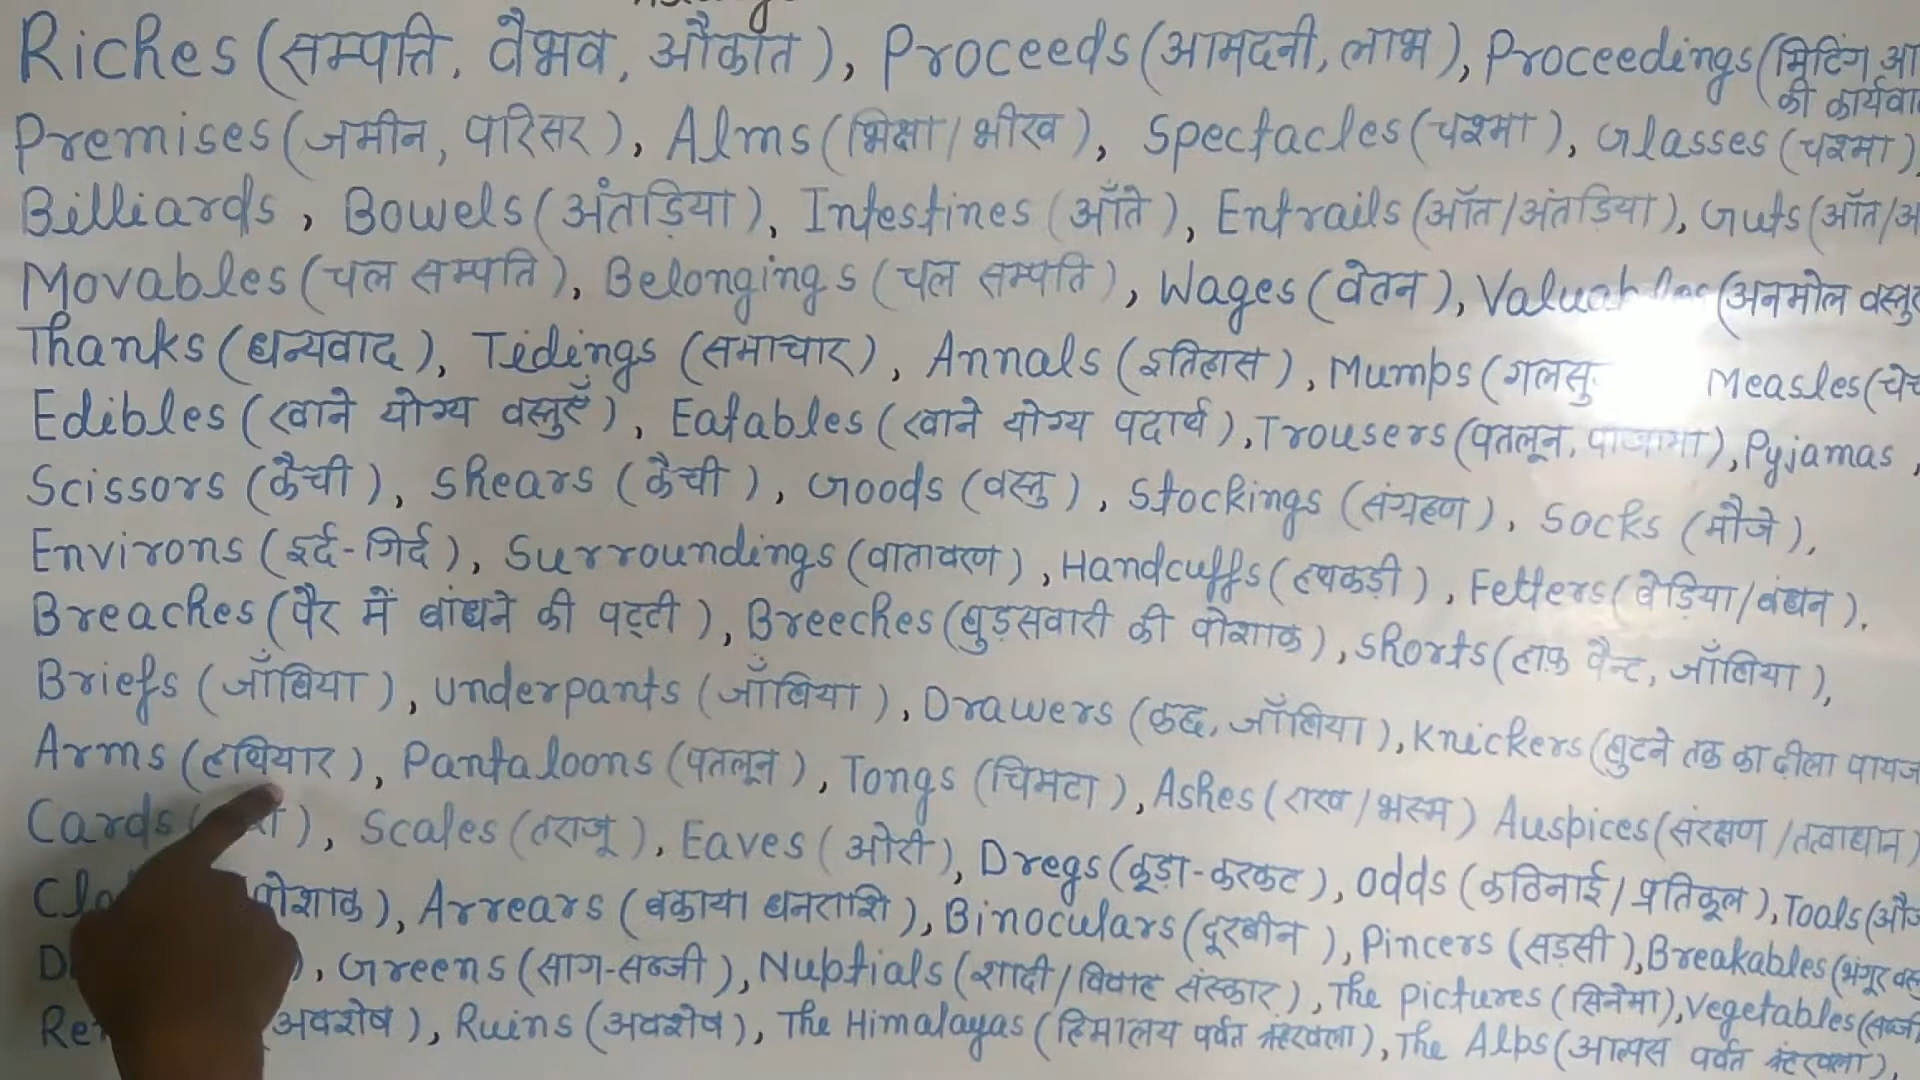 Riches (सम्पत्ति, वैभव, औकात), Proceeds (आमदनी, लाभ), Proceedings (मिटिंग आ
की कार्यवा
Premises (जमीन, परिसर), Alms (भिक्षा/भीख), Spectacles (चश्मा), Glasses (चश्मा),
Billiards, Bowels (अंतड़िया), Intestines (आँते), Entrails (आँत/अंतड़िया), Guts (आँत/अ
Movables (चल सम्पति), Belongings (चल सम्पति), Wages (वेतन), (अनमोल वस्तुए
Thanks (धन्यवाद), Tidings (समाचार), Annals (इतिहास), Mumps (गलसु Measles (चेच
Edibles (खाने योग्य वस्तुएँ), Eatables (खाने योग्य पदार्थ), Trousers (पतलून, पाजामा), Pyjamas,
Scissors (कैची), Shears (कैची), Goods (वस्तु), Stockings (संग्रहण), Socks (मौजे),
Environs (इर्द-गिर्द), Surroundings (वातावरण), Handcuffs (हथकड़ी), Fetters (बेड़िया/बंधन),
Breaches (पैर में बांधने की पट्टी), Breeches (घुड़सवारी की पोशाक), Shorts (हाफ़ पैन्ट, जाँघिया),
Briefs (जाँघिया), Underpants (जाँघिया), Drawers (कच्छ, जाँघिया), Knickers (घुटने तक का ढीला पायज
Arms (हथियार), Pantaloons (पतलून), Tongs (चिमटा), Ashes (राख/भस्म) Auspices (संरक्षण/तत्वाधान)
Cards ), Scales (तराजू), Eaves (ओरी), Dregs (कूड़ा-करकट), Odds (कठिनाई/प्रतिकूल), Tools (औज
पोशाक), Arrears (बकाया धनराशि), Binoculars (दूरबीन), Pincers (सड़सी), Breakables (भंगूर वस्
), Greens (साग-सब्जी), Nuptials (शादी/विवाह संस्कार), The Pictures (सिनेमा), Vegetables (सब्जी
अवशेष), Ruins (अवशेष), The Himalayas (हिमालय पर्वत ), The Alps (आल्पस पर्वत ),